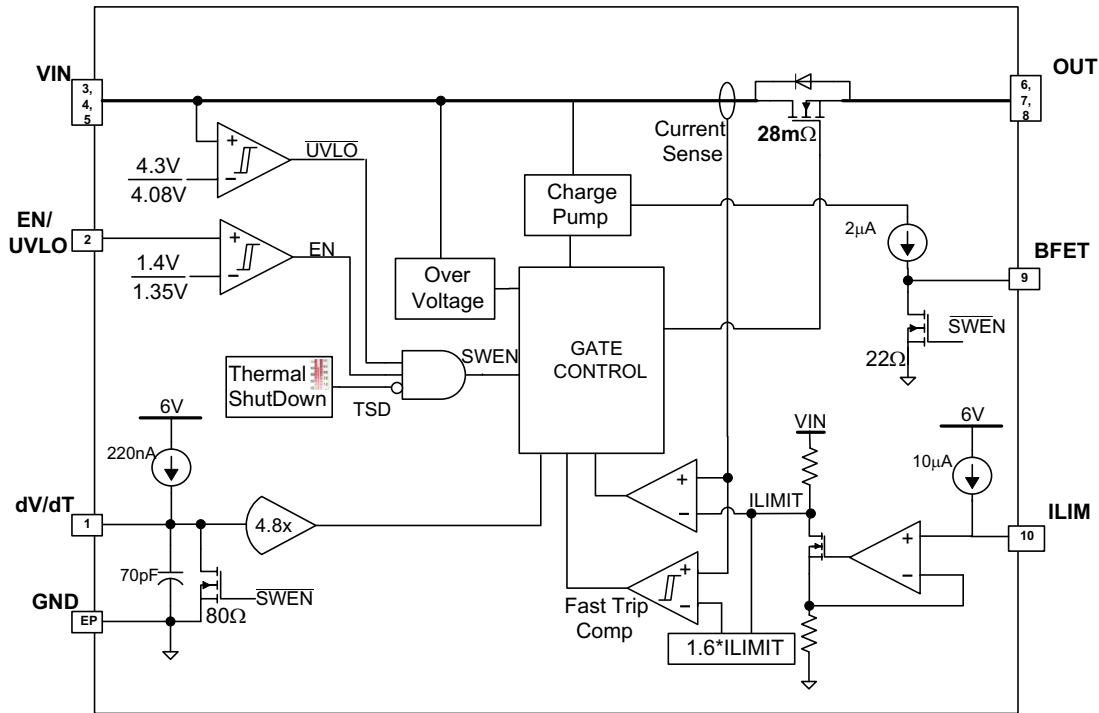 VIN
3,
4,
5
OUT
6,
7,
8
Current
Sense
28mΩ
+
−
U̅V̅L̅O̅
4.3V
4.08V
Charge
Pump
EN/
UVLO
2
+
−
EN
1.4V
1.35V
2µA
BFET
9
Over
Voltage
S̅W̅E̅N̅
22Ω
GATE
CONTROL
SWEN
Thermal
ShutDown
TSD
6V
220nA
VIN
6V
10µA
dV/dT
1
4.8x
+
−
ILIMIT
ILIM
10
+
−
70pF
80Ω
S̅W̅E̅N̅
GND
EP
Fast Trip
Comp
+
−
1.6*ILIMIT